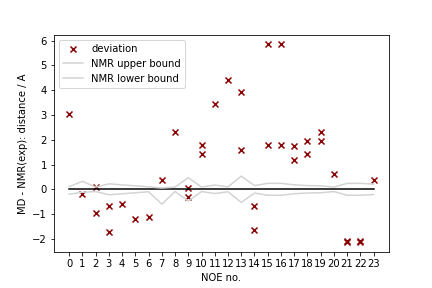 deviation
NMR upper bound
NMR lower bound
MD - NMR(exp): distance / A
6
5
4
3
2
1
0
−1
−2
0 1 2 3 4 5 6 7 8 9 10 11 12 13 14 15 16 17 18 19 20 21 22 23
NOE no.